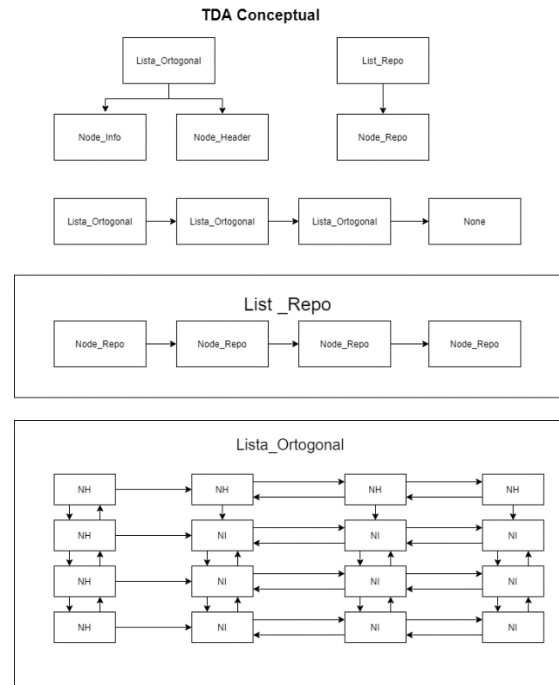 TDA Conceptual
Lista_Ortogonal List_Repo
Node_Info Node_Header Node_Repo
Lista_Ortogonal Lista_Ortogonal Lista_Ortogonal None
List _Repo
Node_Repo Node_Repo Node_Repo Node_Repo
Lista_Ortogonal
NH NH NH NH
NH NI NI NI
NH NI NI NI
NH NI NI NI